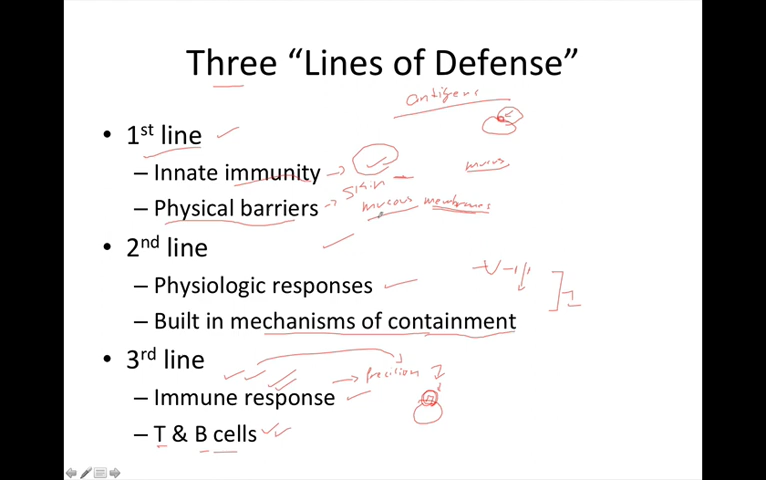 Three “Lines of Defense”
antigens
• 1st line
– Innate immunity
mucus
skin
– Physical barriers
mucous membranes
• 2nd line
– Physiologic responses
– Built in mechanisms of containment
• 3rd line
Precision
– Immune response
– T & B cells